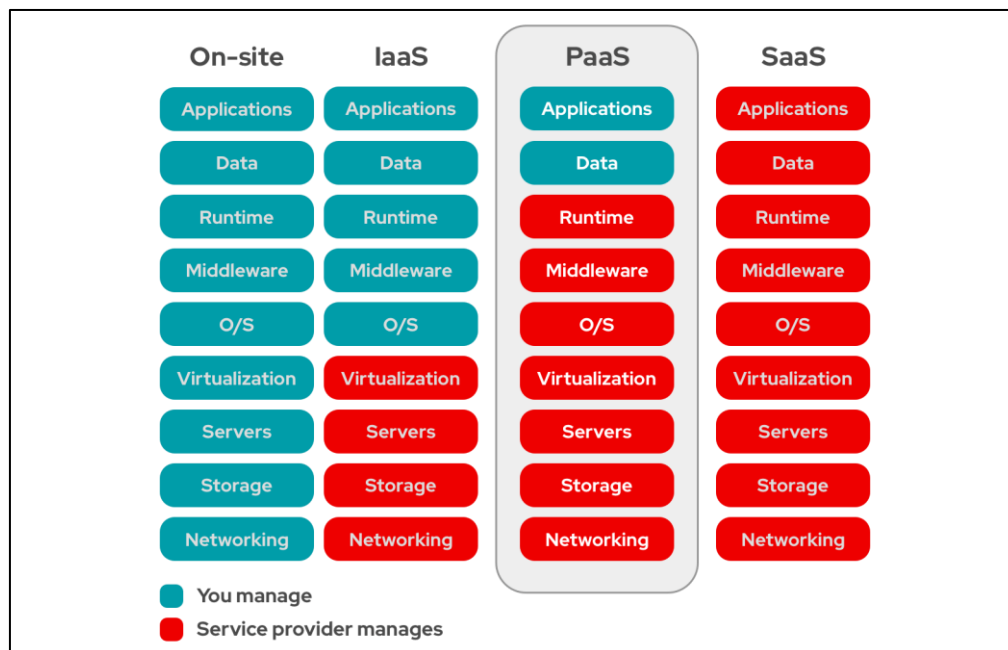 On-site IaaS PaaS SaaS
Applications Applications Applications Applications
Data Data Data Data
Runtime Runtime Runtime Runtime
Middleware Middleware Middleware Middleware
O/S O/S O/S O/S
Virtualization Virtualization Virtualization Virtualization
Servers Servers Servers Servers
Storage Storage Storage Storage
Networking Networking Networking Networking
You manage
Service provider manages